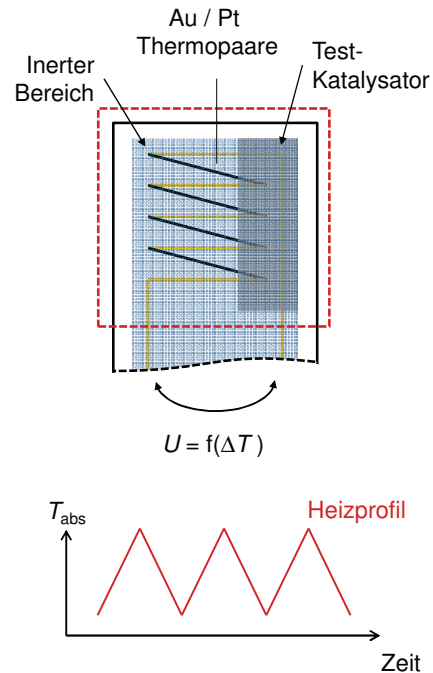 Au / Pt
Thermopaare
Inerter
Bereich
Test-
Katalysator
U = f(ΔT)
T_abs
Heizprofil
Zeit